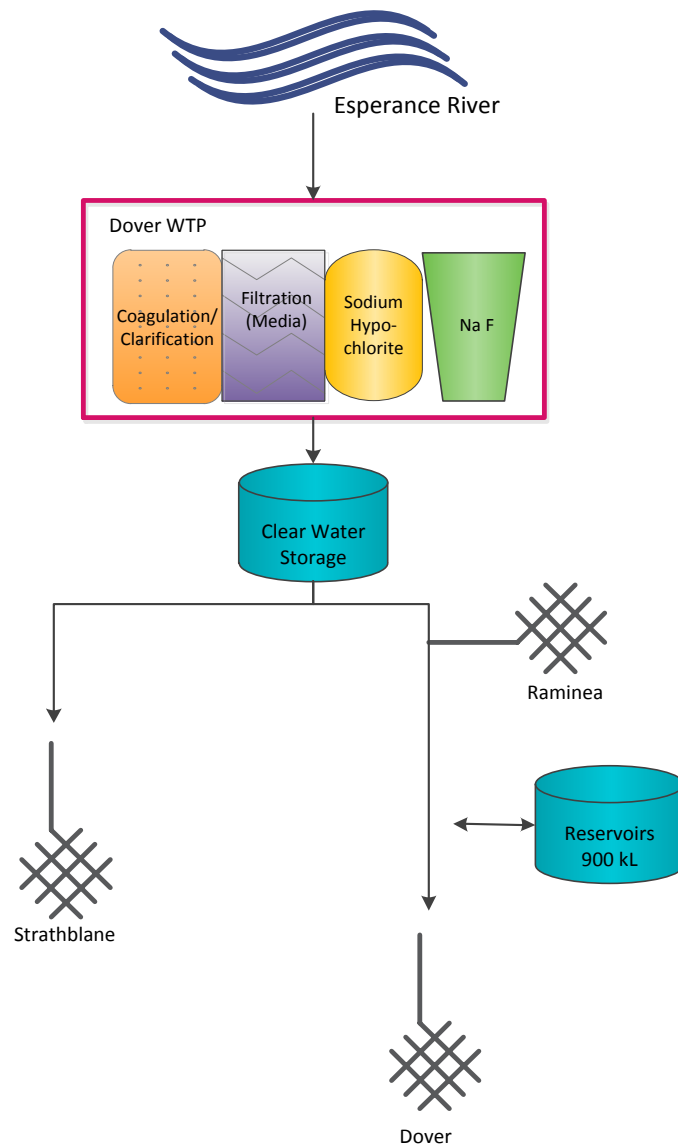 Esperance River
Dover WTP
Coagulation/
Clarification
Filtration
(Media)
Sodium
Hypo-
chlorite
Na F
Clear Water
Storage
Raminea
Reservoirs
900 kL
Strathblane
Dover